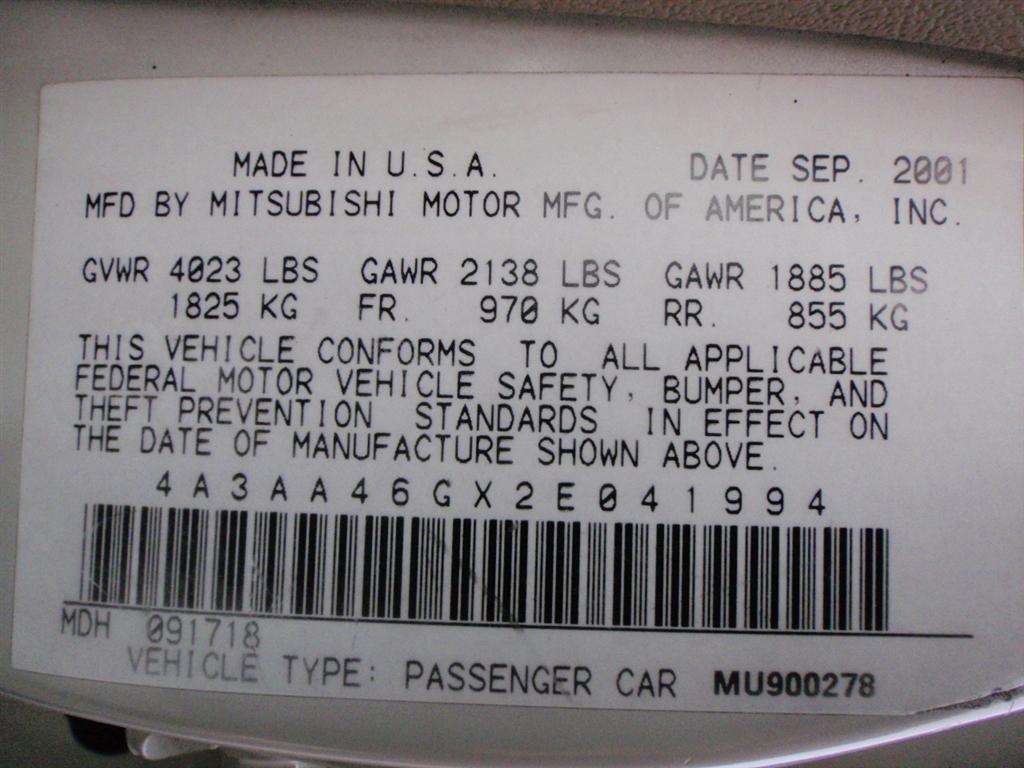 MADE IN U.S.A. DATE SEP. 2001
MFD BY MITSUBISHI MOTOR MFG. OF AMERICA, INC.
GVWR 4023 LBS GAWR 2138 LBS GAWR 1885 LBS
1825 KG FR. 970 KG RR. 855 KG
THIS VEHICLE CONFORMS TO ALL APPLICABLE
FEDERAL MOTOR VEHICLE SAFETY, BUMPER, AND
THEFT PREVENTION STANDARDS IN EFFECT ON
THE DATE OF MANUFACTURE SHOWN ABOVE.
4A3AA46GX2E041994
MDH 091718
VEHICLE TYPE: PASSENGER CAR MU900278